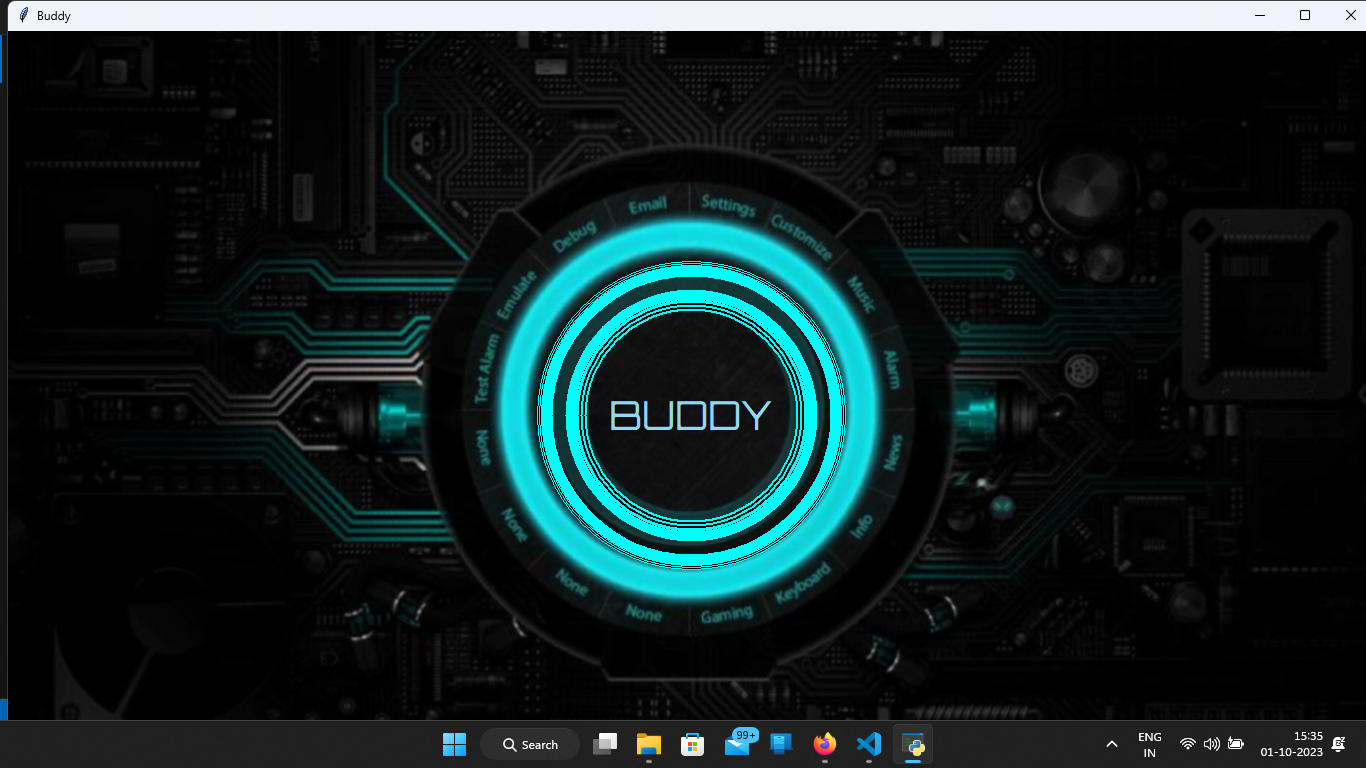 Buddy
Email
Settings
Customize
Music
Alarm
News
Info
Keyboard
Gaming
None
None
None
None
Test Alarm
Emulate
Debug
BUDDY
Search
99+
ENG
IN
15:35
01-10-2023